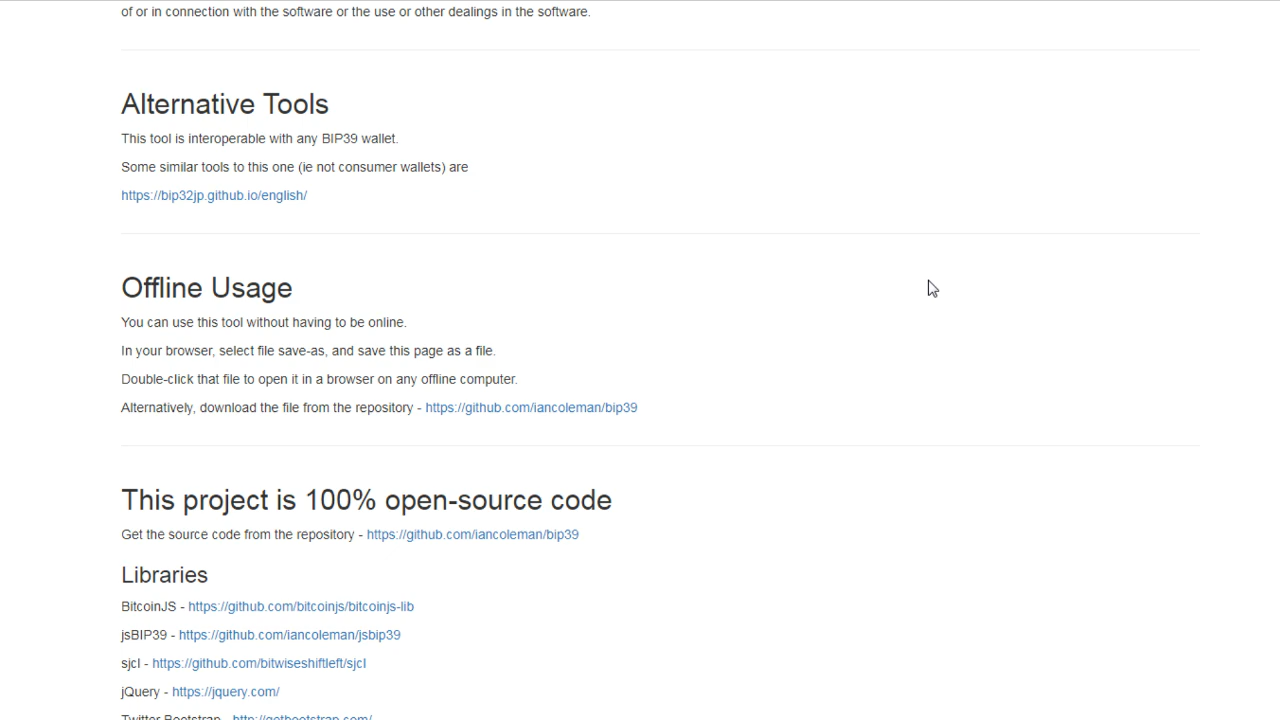 of or in connection with the software or the use or other dealings in the software.
Alternative Tools
This tool is interoperable with any BIP39 wallet.
Some similar tools to this one (ie not consumer wallets) are
https://bip32jp.github.io/english/
Offline Usage
You can use this tool without having to be online.
In your browser, select file save-as, and save this page as a file.
Double-click that file to open it in a browser on any offline computer.
Alternatively, download the file from the repository - https://github.com/iancoleman/bip39
This project is 100% open-source code
Get the source code from the repository - https://github.com/iancoleman/bip39
Libraries
BitcoinJS - https://github.com/bitcoinjs/bitcoinjs-lib
jsBIP39 - https://github.com/iancoleman/jsbip39
sjcl - https://github.com/bitwiseshiftleft/sjcl
jQuery - https://jquery.com/
Twitter Bootstrap - http://getbootstrap.com/